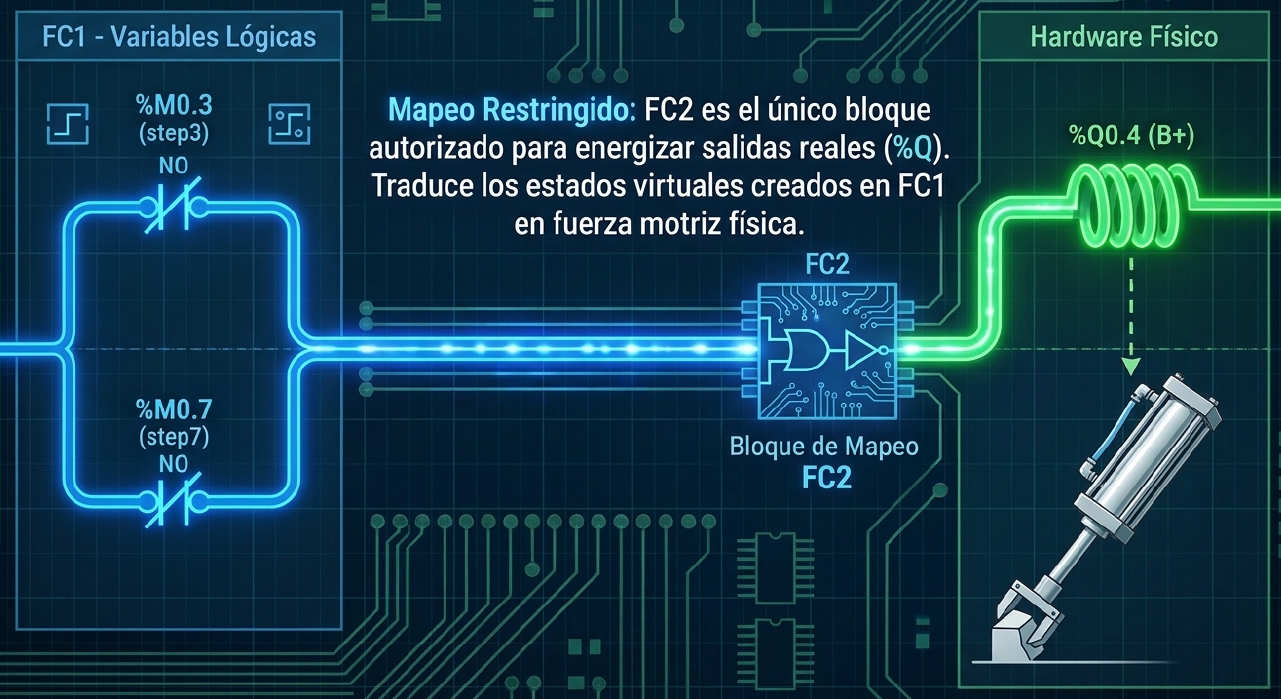 FC1 - Variables Lógicas
%M0.3
(step3)
NO
%M0.7
(step7)
NO
Mapeo Restringido: FC2 es el único bloque
autorizado para energizar salidas reales (%Q).
Traduce los estados virtuales creados en FC1
en fuerza motriz física.
FC2
Bloque de Mapeo
FC2
Hardware Físico
%Q0.4 (B+)